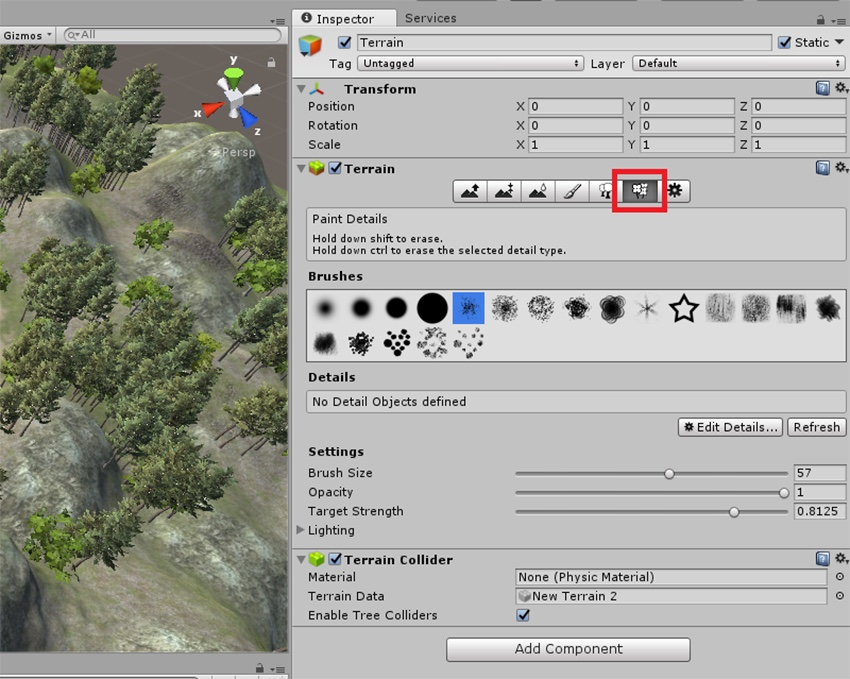 Inspector Services
Gizmos All
Terrain Static
Tag Untagged Layer Default
Transform
Position X 0 Y 0 Z 0
Rotation X 0 Y 0 Z 0
Scale X 1 Y 1 Z 1
y
x
z
Persp
Terrain
Paint Details
Hold down shift to erase.
Hold down ctrl to erase the selected detail type.
Brushes
Details
No Detail Objects defined
Edit Details... Refresh
Settings
Brush Size 57
Opacity 1
Target Strength 0.8125
Lighting
Terrain Collider
Material None (Physic Material)
Terrain Data New Terrain 2
Enable Tree Colliders
Add Component